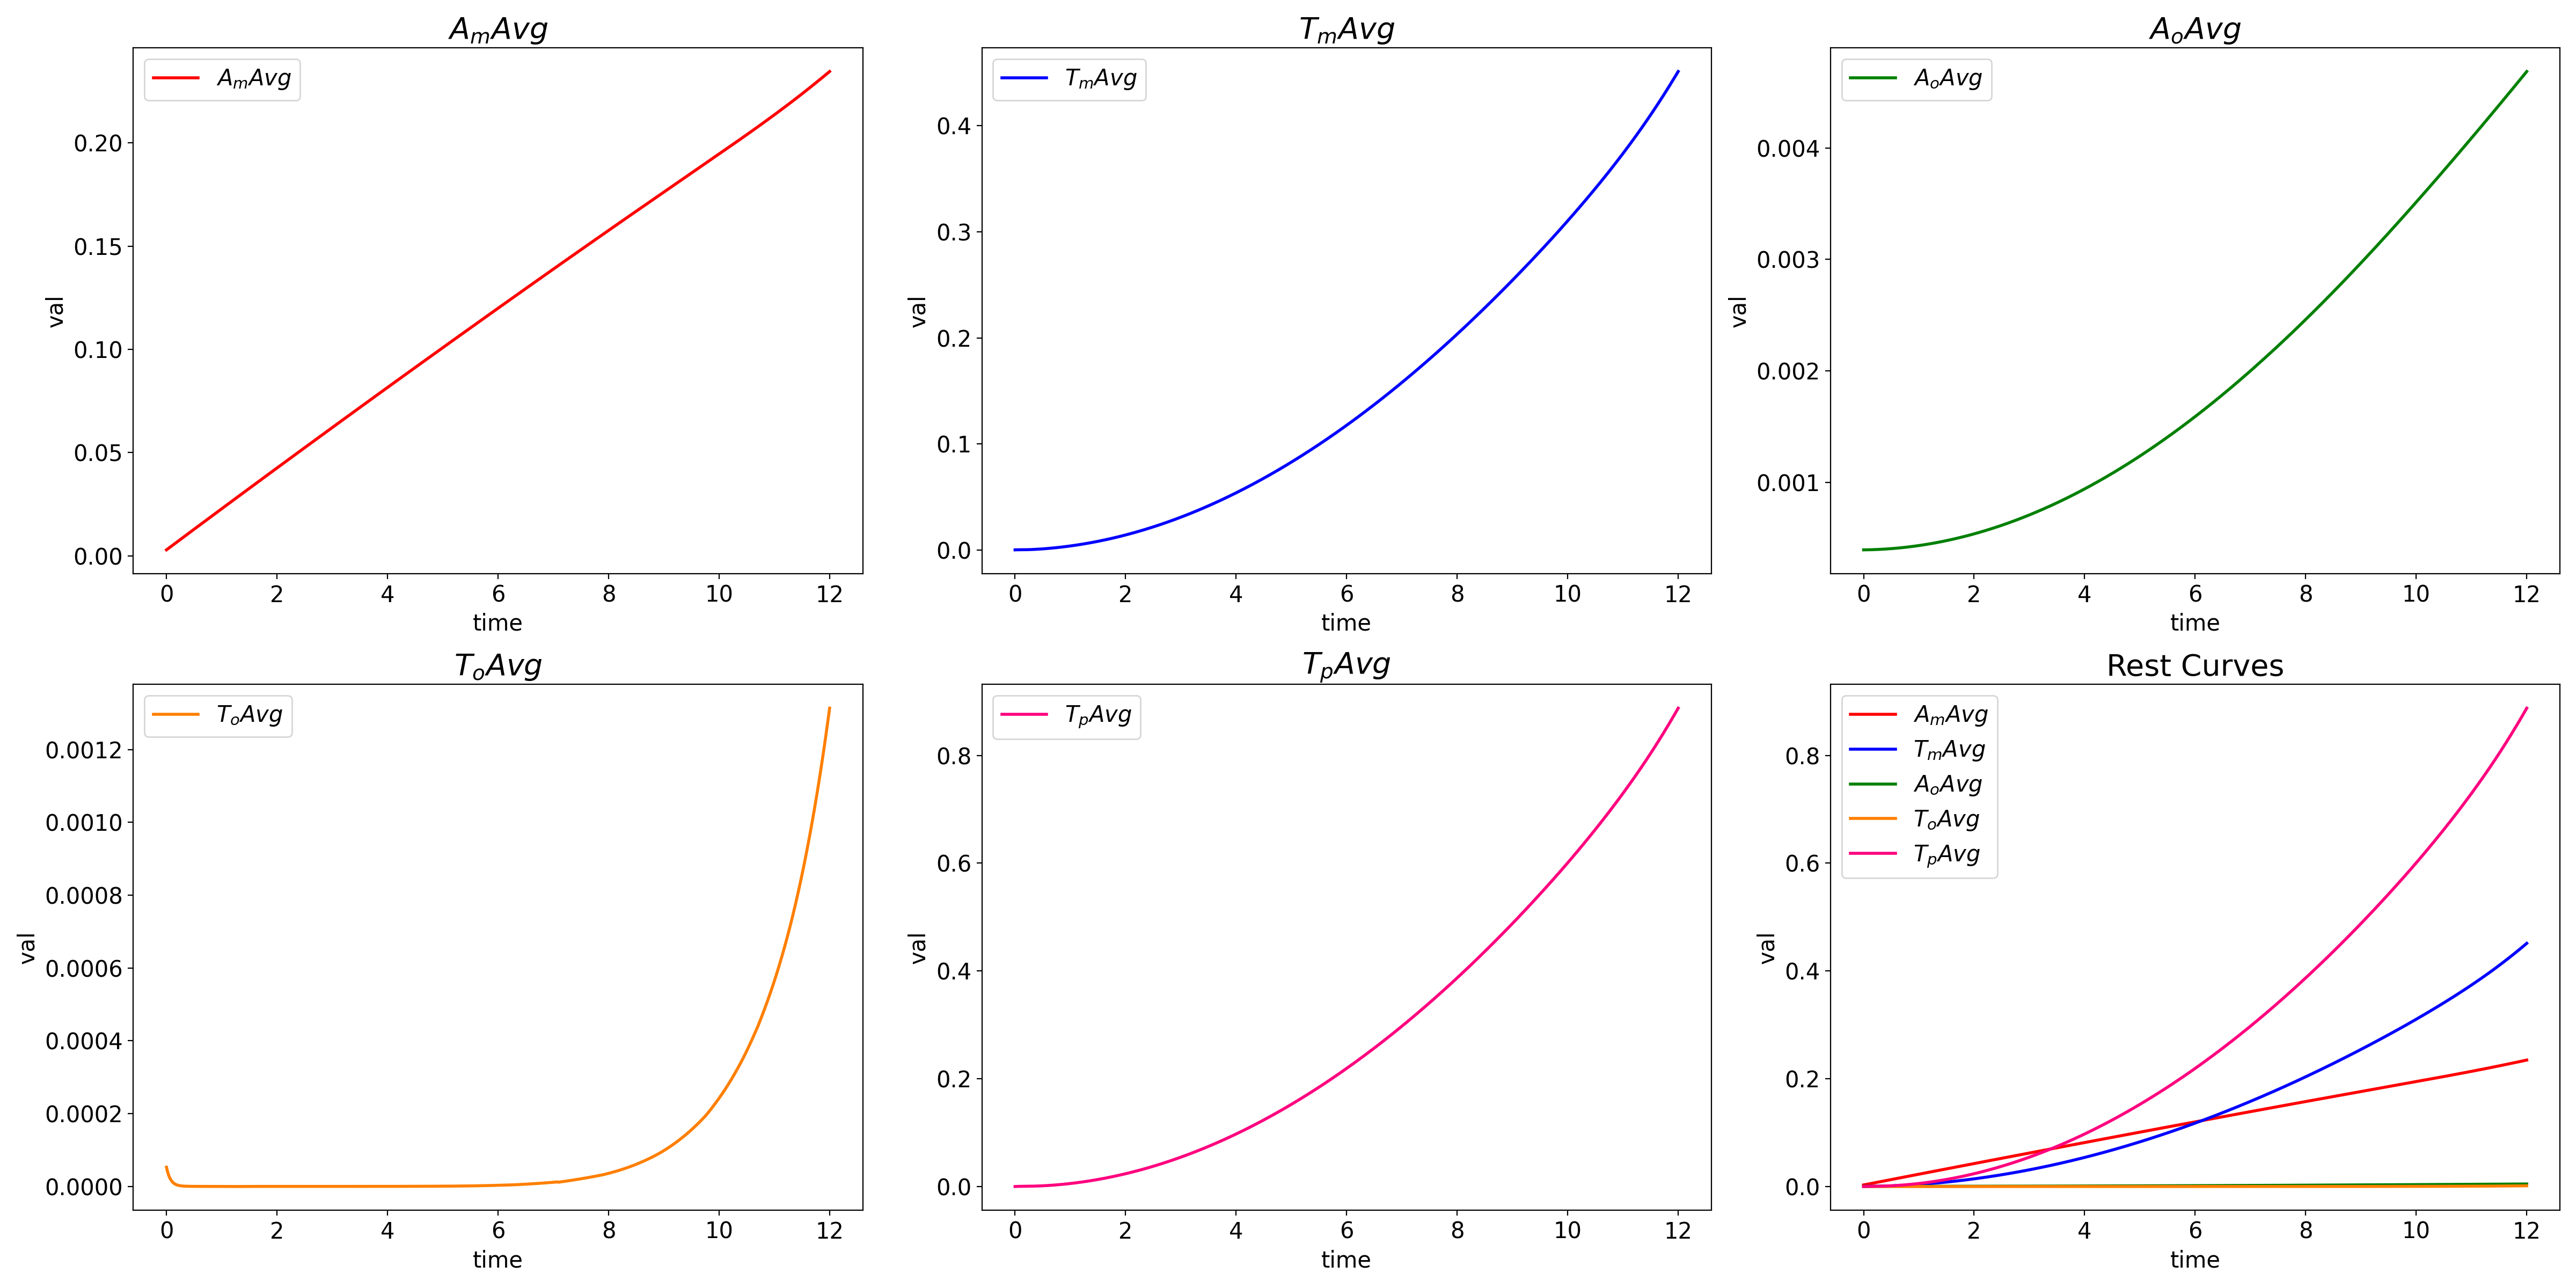 AₘAvg
AₘAvg
0.20
0.15
0.10
0.05
0.00
val
0 2 4 6 8 10 12
time
TₘAvg
TₘAvg
0.4
0.3
0.2
0.1
0.0
val
0 2 4 6 8 10 12
time
AₒAvg
AₒAvg
0.004
0.003
0.002
0.001
val
0 2 4 6 8 10 12
time
TₒAvg
TₒAvg
0.0012
0.0010
0.0008
0.0006
0.0004
0.0002
0.0000
val
0 2 4 6 8 10 12
time
TₚAvg
TₚAvg
0.8
0.6
0.4
0.2
0.0
val
0 2 4 6 8 10 12
time
Rest Curves
AₘAvg
TₘAvg
AₒAvg
TₒAvg
TₚAvg
0.8
0.6
0.4
0.2
0.0
val
0 2 4 6 8 10 12
time